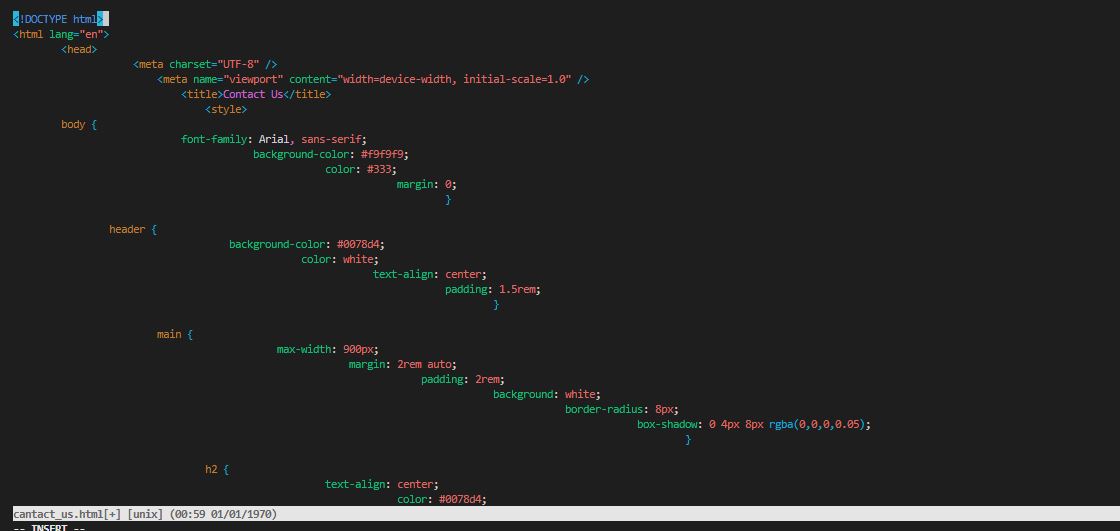 <!DOCTYPE html>
<html lang="en">
<head>
<meta charset="UTF-8" />
<meta name="viewport" content="width=device-width, initial-scale=1.0" />
<title>Contact Us</title>
<style>
body {
font-family: Arial, sans-serif;
background-color: #f9f9f9;
color: #333;
margin: 0;
}
header {
background-color: #0078d4;
color: white;
text-align: center;
padding: 1.5rem;
}
main {
max-width: 900px;
margin: 2rem auto;
padding: 2rem;
background: white;
border-radius: 8px;
box-shadow: 0 4px 8px rgba(0,0,0,0.05);
}
h2 {
text-align: center;
color: #0078d4;
cantact_us.html[+] [unix] (00:59 01/01/1970)
-- INSERT --